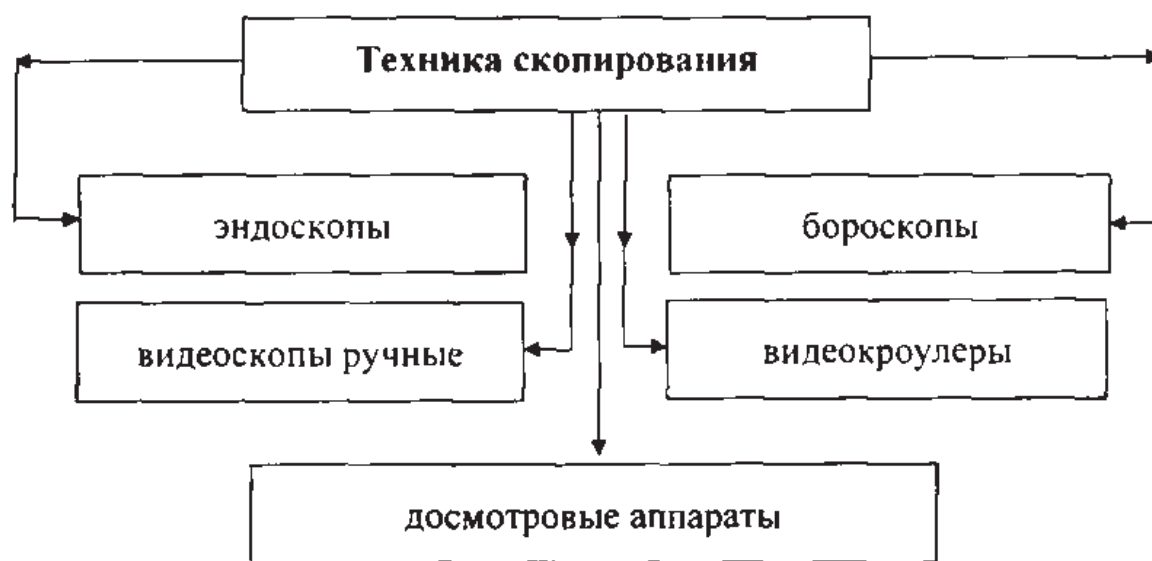 Техника скопирования
эндоскопы
бороскопы
видеоскопы ручные
видеокроулеры
досмотровые аппараты